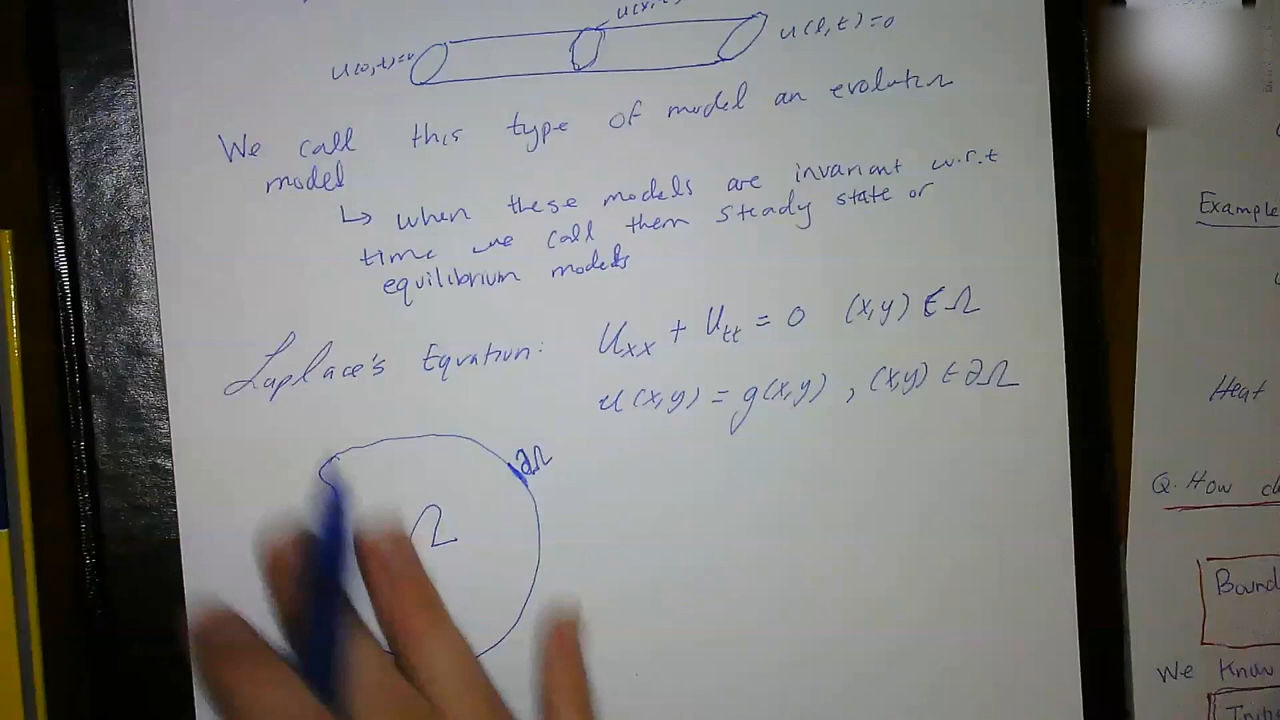 u(0,t)=0
u(l,t)=0
We call this type of model an evolution
model
↳ when these models are invariant w.r.t
time we call them steady state or
equilibrium models
Laplace's Equation: Uxx + Utt = 0 (x,y) ∈ Ω
u(x,y) = g(x,y), (x,y) ∈ ∂Ω
∂Ω
Ω
Example
Heat
Q. How
Bound
We Know